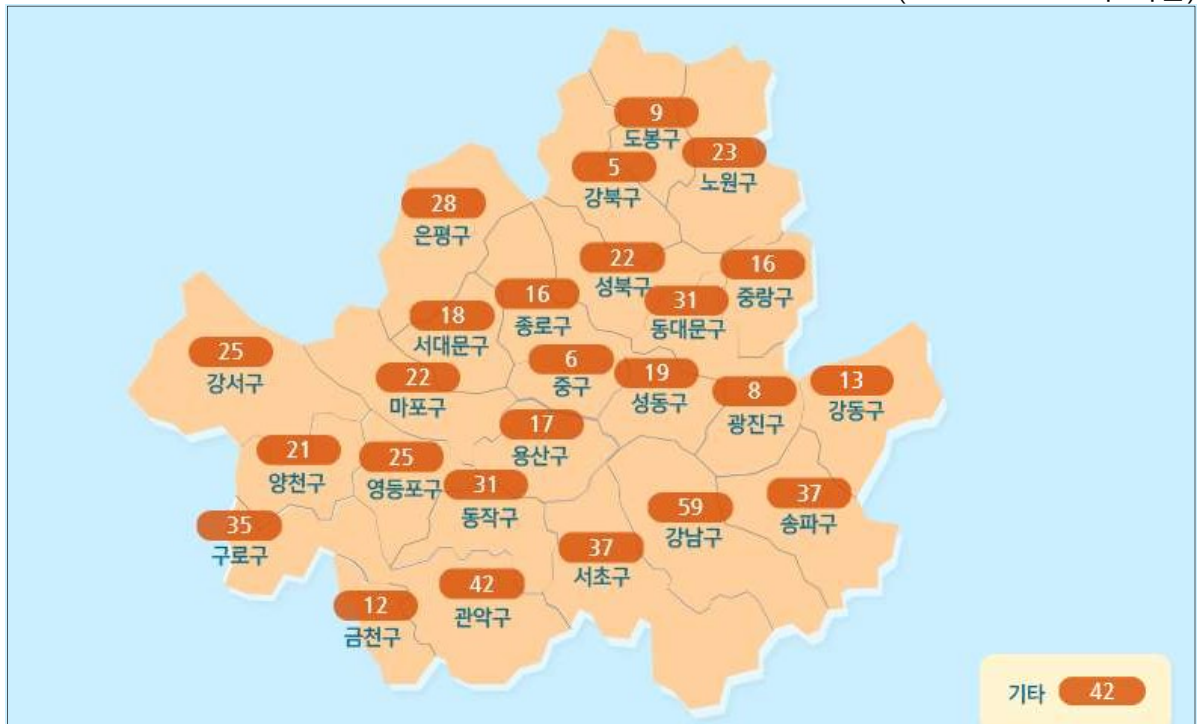 9
도봉구
23
노원구
5
강북구
28
은평구
22
성북구
16
중랑구
16
종로구
31
동대문구
18
서대문구
25
강서구
6
중구
19
성동구
22
마포구
8
광진구
13
강동구
17
용산구
21
양천구
25
영등포구
31
동작구
59
강남구
37
송파구
35
구로구
37
서초구
42
관악구
12
금천구
기타 42